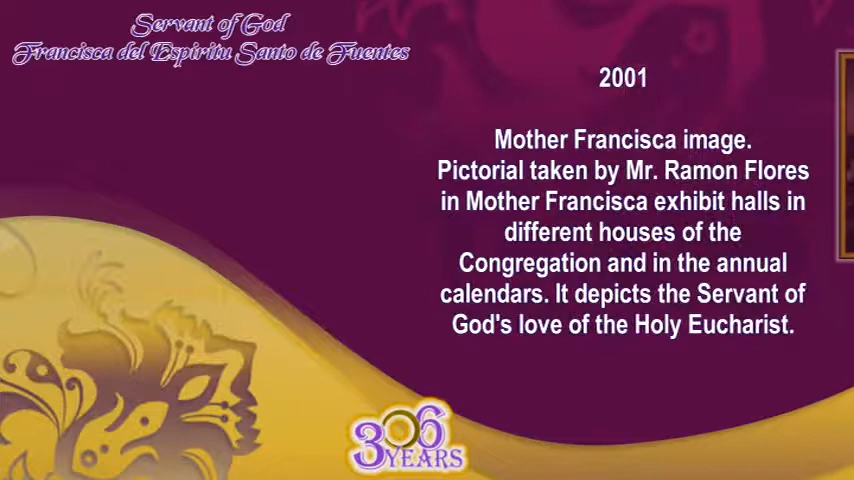 Servant of God
Francisca del Espiritu Santo de Fuentes
2001
Mother Francisca image.
Pictorial taken by Mr. Ramon Flores
in Mother Francisca exhibit halls in
different houses of the
Congregation and in the annual
calendars. It depicts the Servant of
God's love of the Holy Eucharist.
306
YEARS